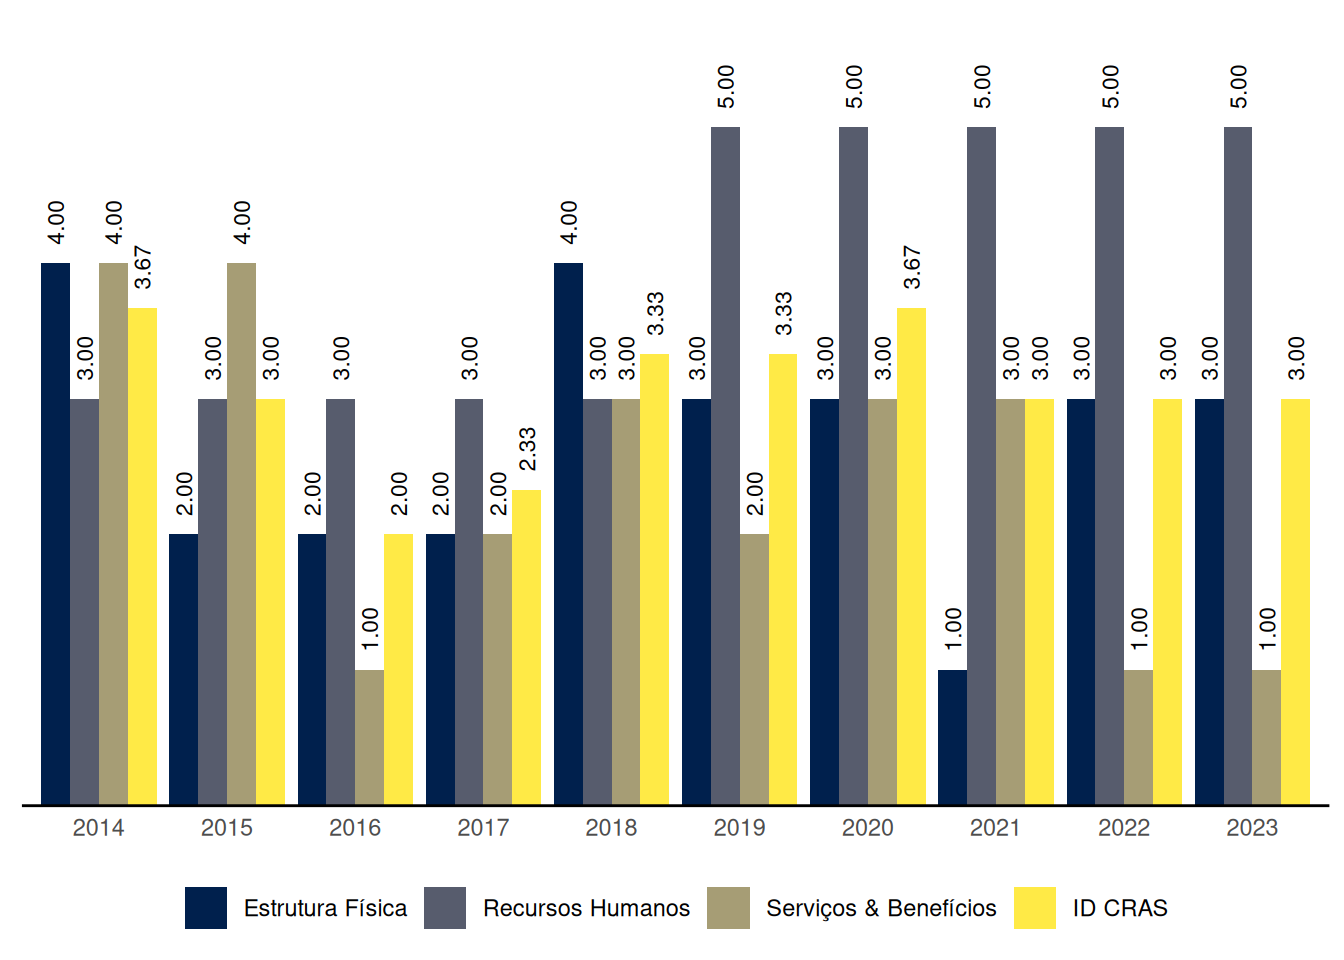 5.00 5.00 5.00 5.00 5.00
4.00 4.00 4.00 4.00
3.67 3.67
3.33 3.33
3.00 3.00 3.00 3.00 3.00 3.00 3.00 3.00 3.00 3.00 3.00 3.00 3.00 3.00 3.00 3.00
2.33
2.00 2.00 2.00 2.00 2.00 2.00
1.00 1.00 1.00 1.00
2014 2015 2016 2017 2018 2019 2020 2021 2022 2023
Estrutura Física Recursos Humanos Serviços & Benefícios ID CRAS